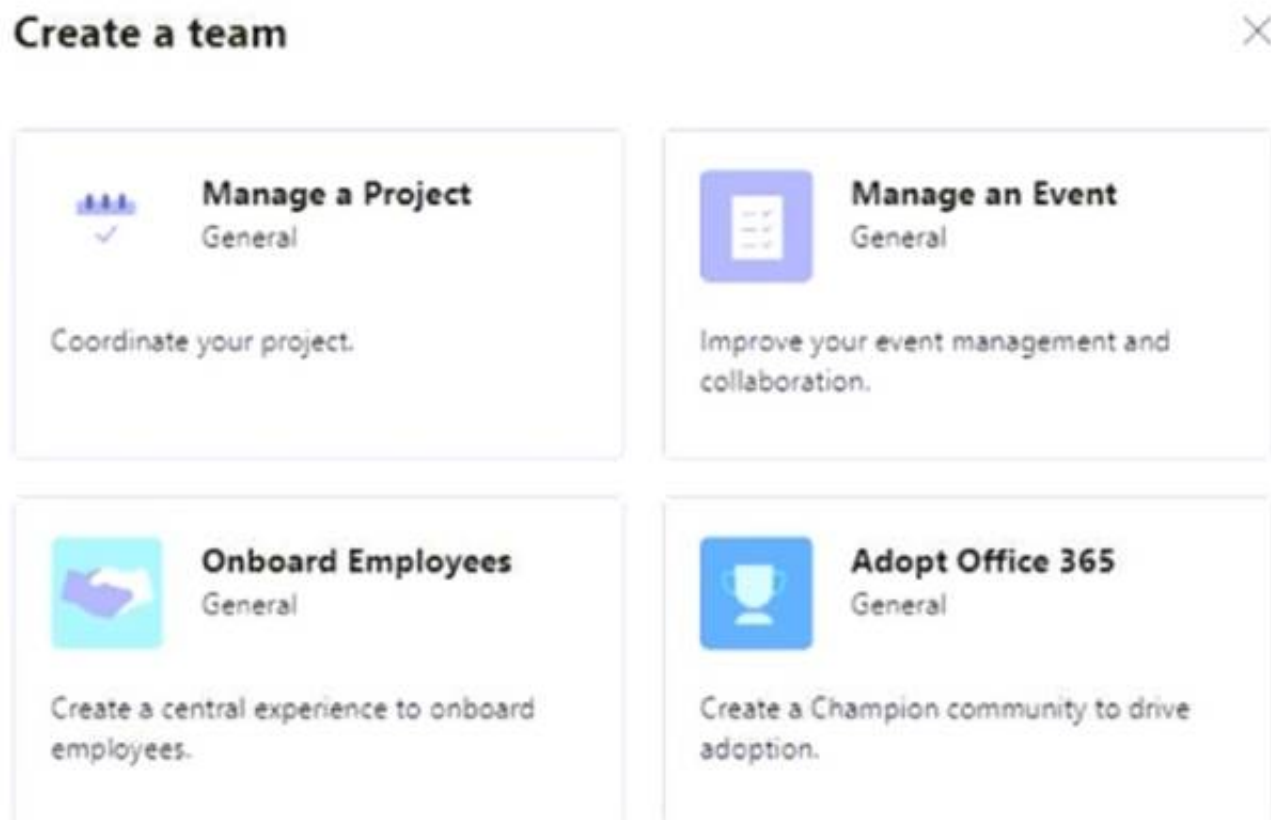 Create a team
Manage a Project
General
Coordinate your project.
Manage an Event
General
Improve your event management and
collaboration.
Onboard Employees
General
Create a central experience to onboard
employees.
Adopt Office 365
General
Create a Champion community to drive
adoption.